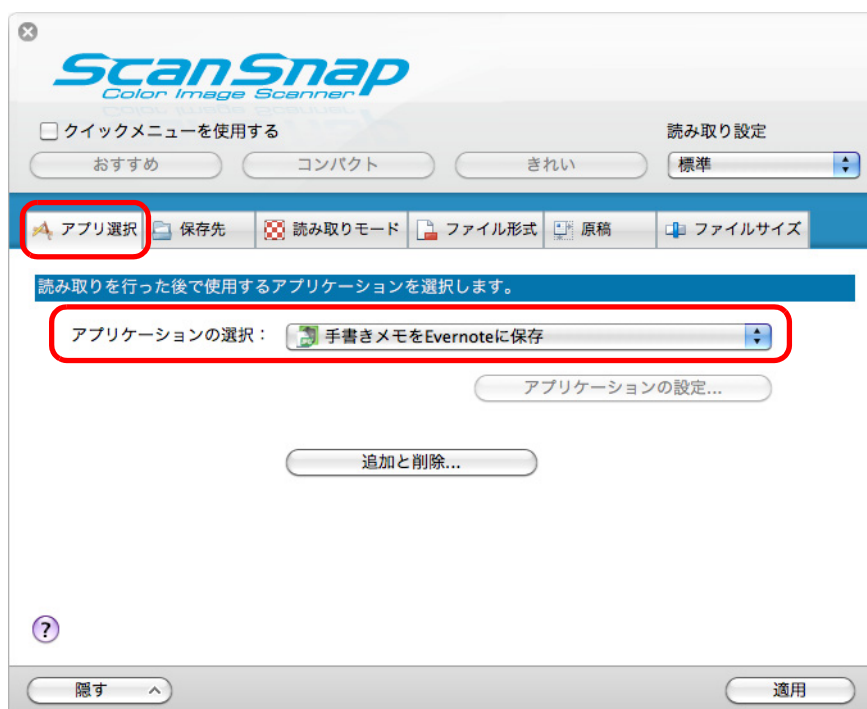 ScanSnap
Color Image Scanner
クイックメニューを使用する
読み取り設定
おすすめ
コンパクト
きれい
標準
アプリ選択
保存先
読み取りモード
ファイル形式
原稿
ファイルサイズ
読み取りを行った後で使用するアプリケーションを選択します。
アプリケーションの選択：
手書きメモをEvernoteに保存
アプリケーションの設定...
追加と削除...
?
隠す
適用